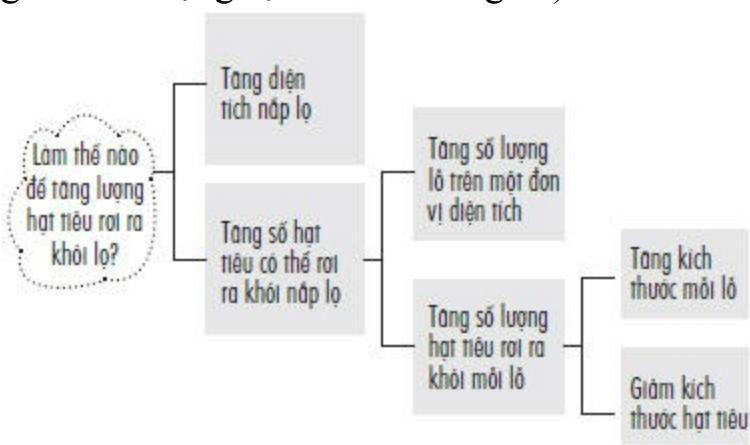 Làm thế nào
để tăng lượng
hạt tiêu rơi ra
khỏi lọ?
Tăng diện
tích nắp lọ
Tăng số hạt
tiêu có thể rơi
ra khỏi nắp lọ
Tăng số lượng
lỗ trên một đơn
vị diện tích
Tăng số lượng
hạt tiêu rơi ra
khỏi mỗi lỗ
Tăng kích
thước mỗi lỗ
Giảm kích
thước hạt tiêu